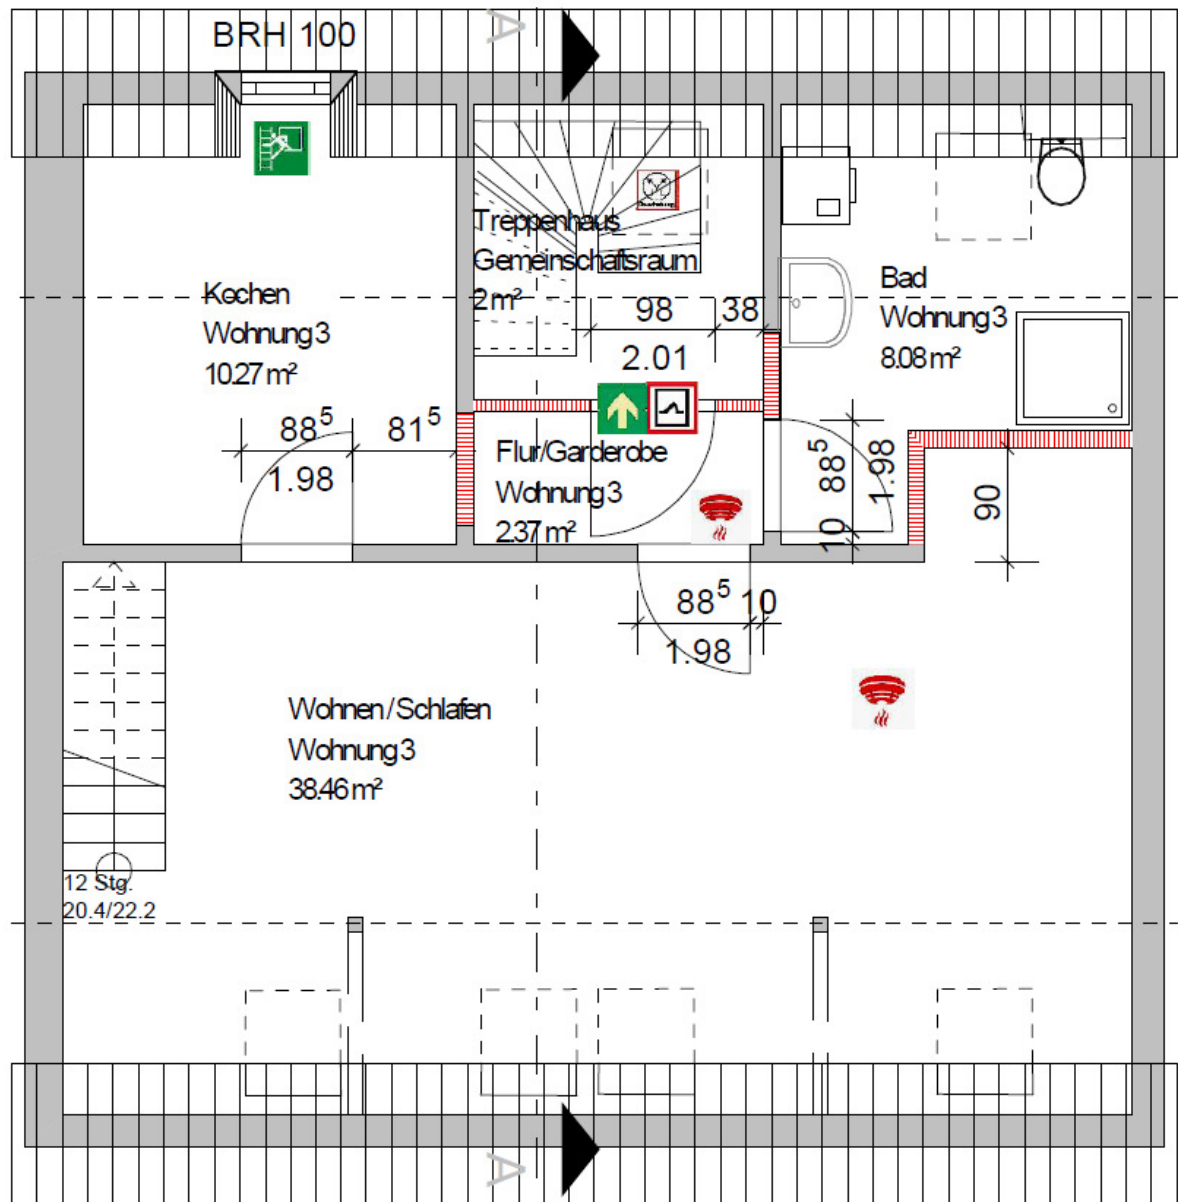 A
BRH 100
Treppenhaus
Gemeinschaftsraum
2 m²
Kochen
Wohnung 3
10.27 m²
Bad
Wohnung 3
8.08 m²
98
38
2.01
88⁵
81⁵
1.98
Flur/Garderobe
Wohnung 3
2.37 m²
88⁵
1.98
10
90
88⁵
10
1.98
Wohnen / Schlafen
Wohnung 3
38.46 m²
12 Stg.
20.4/22.2
A